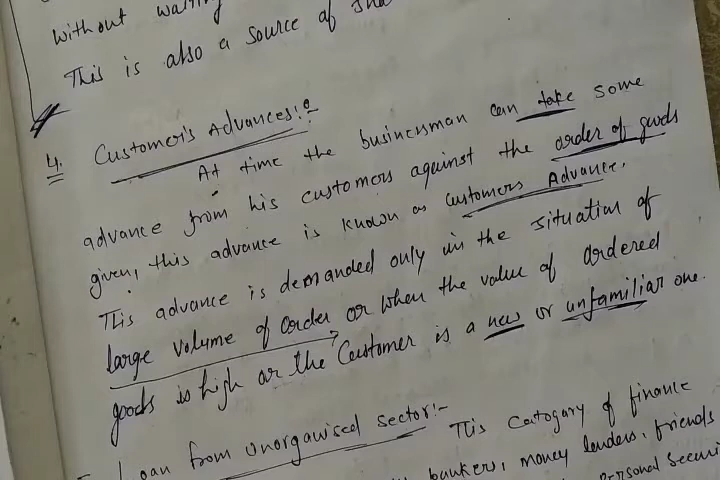 without
This is also a source of
4. Customer's Advances:-
At time the businessman can take some
advance from his customers against the order of goods
given, this advance is known as Customers Advance.
This advance is demanded only in the situation of
large volume of order or when the value of ordered
goods is high or the Customer is a new or unfamiliar one.
Loan from Unorganised sector:- This Catogary of finance
bankers, money lenders, friends
Personal